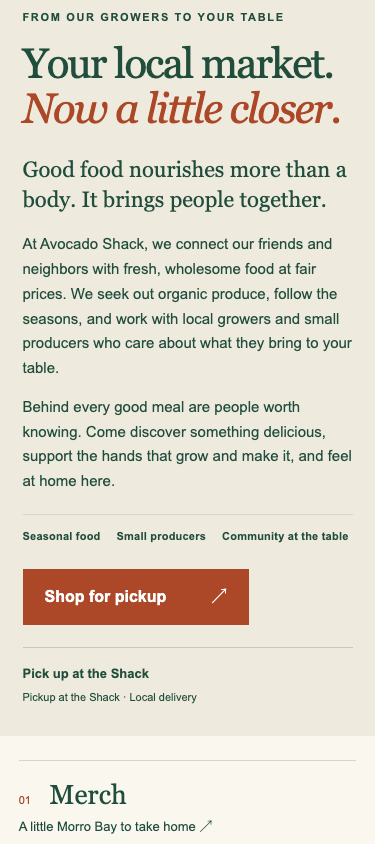 FROM OUR GROWERS TO YOUR TABLE
Your local market.
Now a little closer.
Good food nourishes more than a
body. It brings people together.
At Avocado Shack, we connect our friends and
neighbors with fresh, wholesome food at fair
prices. We seek out organic produce, follow the
seasons, and work with local growers and small
producers who care about what they bring to your
table.
Behind every good meal are people worth
knowing. Come discover something delicious,
support the hands that grow and make it, and feel
at home here.
Seasonal food Small producers Community at the table
Shop for pickup ↗
Pick up at the Shack
Pickup at the Shack · Local delivery
01 Merch
A little Morro Bay to take home ↗